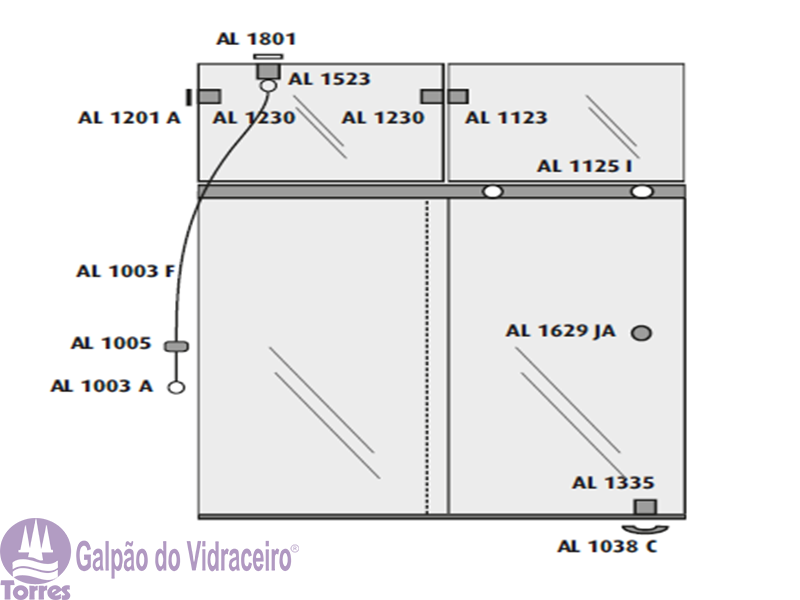 AL 1801
AL 1523
AL 1201 A
AL 1230
AL 1230
AL 1123
AL 1125 I
AL 1003 F
AL 1005
AL 1629 JA
AL 1003 A
AL 1335
AL 1038 C
Galpão do Vidraceiro®
Torres